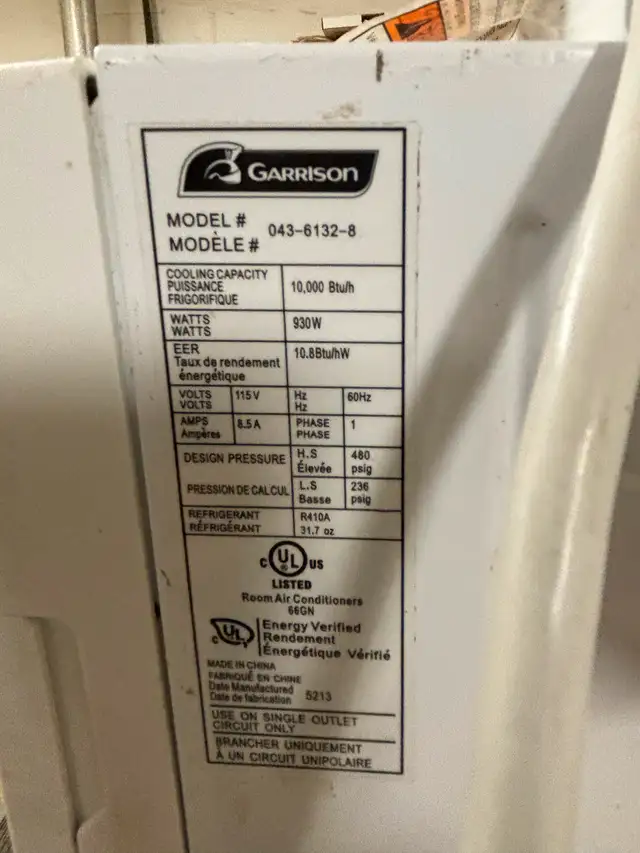 GARRISON
MODEL # 043-6132-8
MODÈLE #
COOLING CAPACITY
PUISSANCE
FRIGORIFIQUE
10,000 Btu/h
WATTS
WATTS
930W
EER
Taux de rendement
énergétique
10.8Btu/hW
VOLTS
VOLTS
115 V
Hz
Hz
60Hz
AMPS
Ampères
8.5 A
PHASE
PHASE
1
DESIGN PRESSURE
PRESSION DE CALCUL
H.S
Élevée
480
psig
L.S
Basse
236
psig
REFRIGERANT
RÉFRIGÉRANT
R410A
31.7 oz
C UL US
®
LISTED
Room Air Conditioners
66GN
C UL
Energy Verified
Rendement
Énergétique Vérifié
MADE IN CHINA
FABRIQUÉ EN CHINE
Date Manufactured
Date de fabrication
5213
USE ON SINGLE OUTLET
CIRCUIT ONLY
BRANCHER UNIQUEMENT
À UN CIRCUIT UNIPOLAIRE